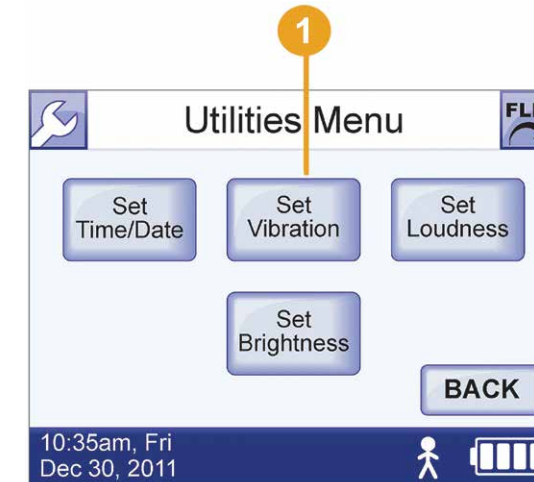 1
Utilities Menu
Set
Time/Date
Set
Vibration
Set
Loudness
Set
Brightness
BACK
10:35am, Fri
Dec 30, 2011